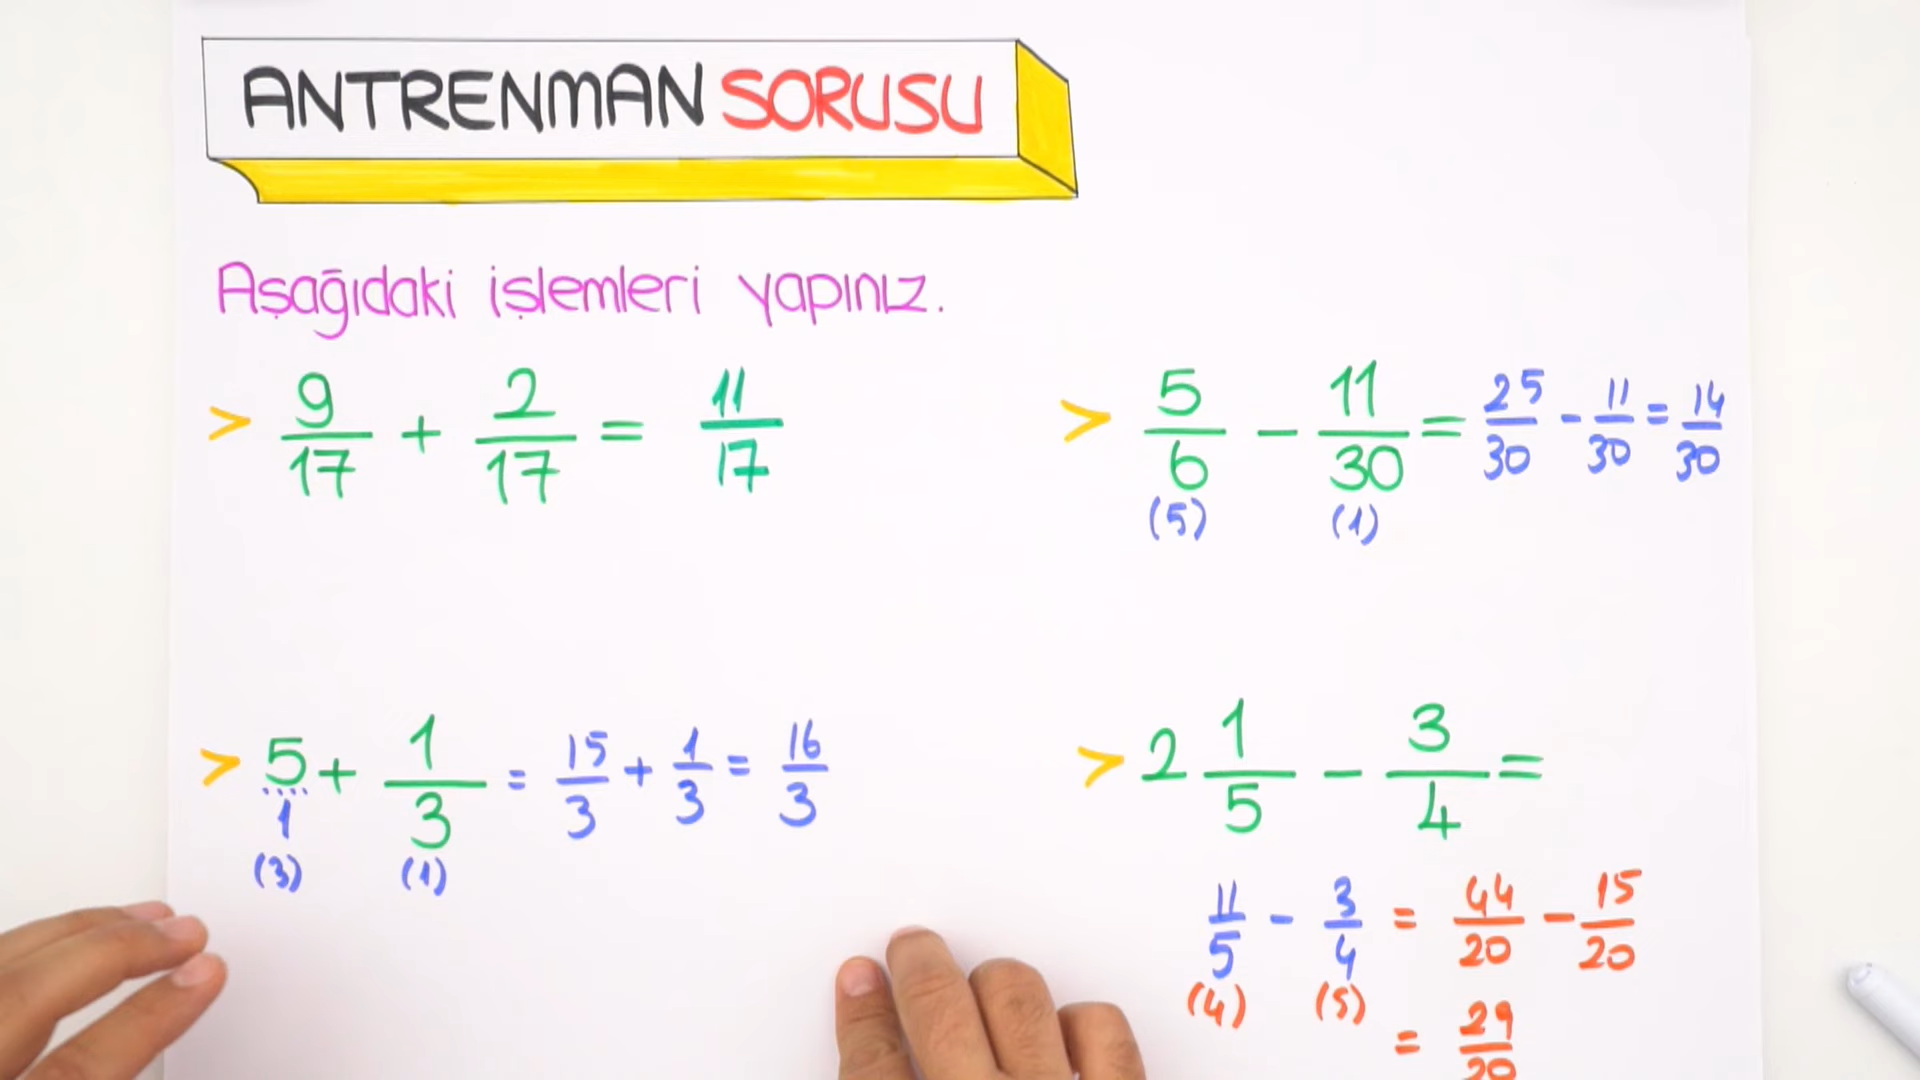 ANTRENMAN SORUSU
Aşağıdaki işlemleri yapınız.
> 9/17 + 2/17 = 11/17
> 5/6 - 11/30 = 25/30 - 11/30 = 14/30
(5) (1)
> 5/1 + 1/3 = 15/3 + 1/3 = 16/3
(3) (1)
> 2 1/5 - 3/4 =
11/5 - 3/4 = 44/20 - 15/20
(4) (5)
= 29/20